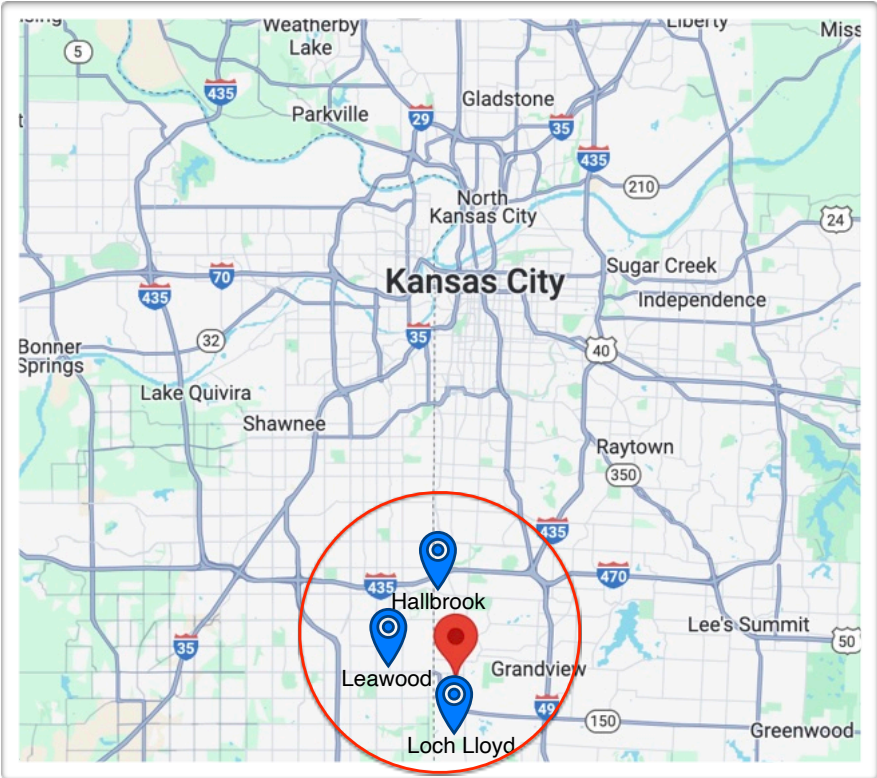 Weatherby
Lake
Liberty
Miss
5
435
Parkville
29
Gladstone
35
435
210
North
Kansas City
24
Kansas City
Sugar Creek
70
435
Independence
35
32
40
Bonner
Springs
Lake Quivira
Shawnee
Raytown
350
435
435
470
Hallbrook
Lee's Summit
35
50
Leawood
Grandview
49
150
Greenwood
Loch Lloyd